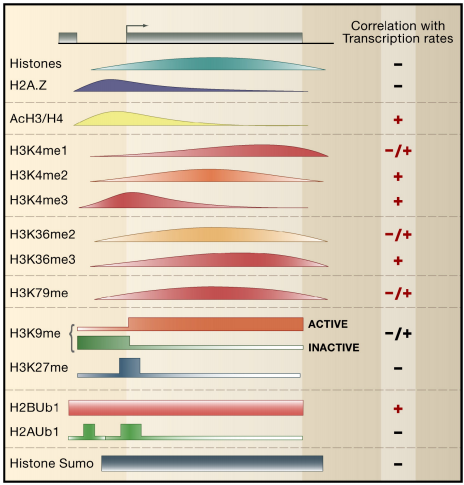 Correlation with
Transcription rates
Histones –
H2A.Z –
AcH3/H4 +
H3K4me1 –/+
H3K4me2 +
H3K4me3 +
H3K36me2 –/+
H3K36me3 +
H3K79me –/+
ACTIVE
H3K9me { –/+
INACTIVE
H3K27me –
H2BUb1 +
H2AUb1 –
Histone Sumo –